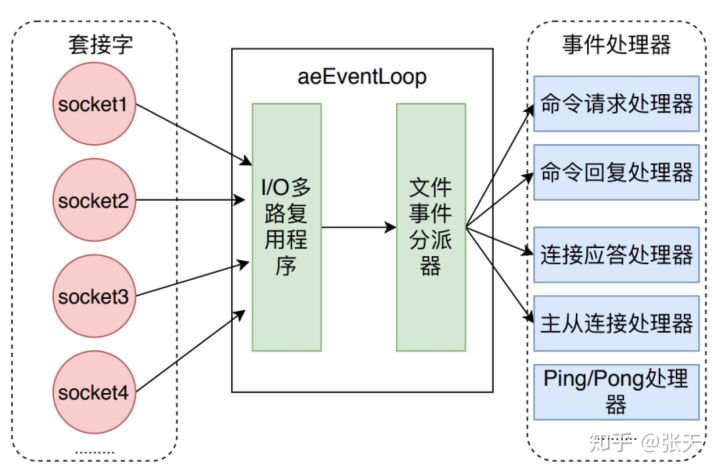 套接字
socket1
socket2
socket3
socket4
.........
aeEventLoop
I/O多
路复
用程
序
文件
事件
分派
器
事件处理器
命令请求处理器
命令回复处理器
连接应答处理器
主从连接处理器
Ping/Pong处理
器
.........
知乎 @张天